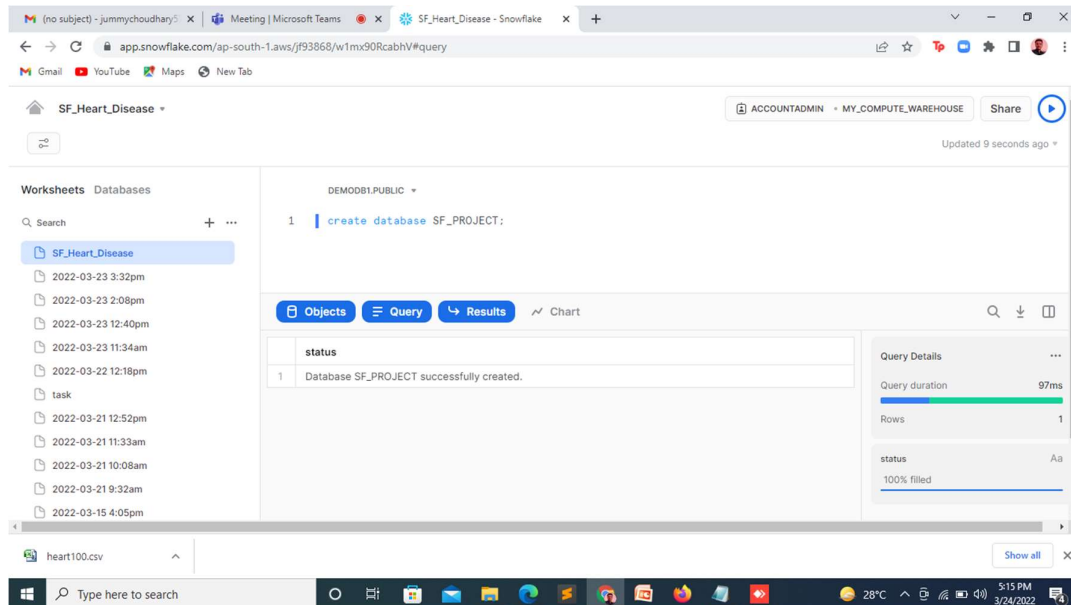 (no subject) - jummychoudhary5
Meeting | Microsoft Teams
SF_Heart_Disease - Snowflake
app.snowflake.com/ap-south-1.aws/jf93868/w1mx90RcabhV#query
Gmail YouTube Maps New Tab
SF_Heart_Disease
ACCOUNTADMIN MY_COMPUTE_WAREHOUSE
Share
Updated 9 seconds ago
Worksheets Databases
Search
SF_Heart_Disease
2022-03-23 3:32pm
2022-03-23 2:08pm
2022-03-23 12:40pm
2022-03-23 11:34am
2022-03-22 12:18pm
task
2022-03-21 12:52pm
2022-03-21 11:33am
2022-03-21 10:08am
2022-03-21 9:32am
2022-03-15 4:05pm
DEMODB1.PUBLIC
1 create database SF_PROJECT;
Objects Query Results Chart
status
1 Database SF_PROJECT successfully created.
Query Details
Query duration 97ms
Rows 1
status Aa
100% filled
heart100.csv
Show all
Type here to search
Tp
28°C
5:15 PM
3/24/2022
4